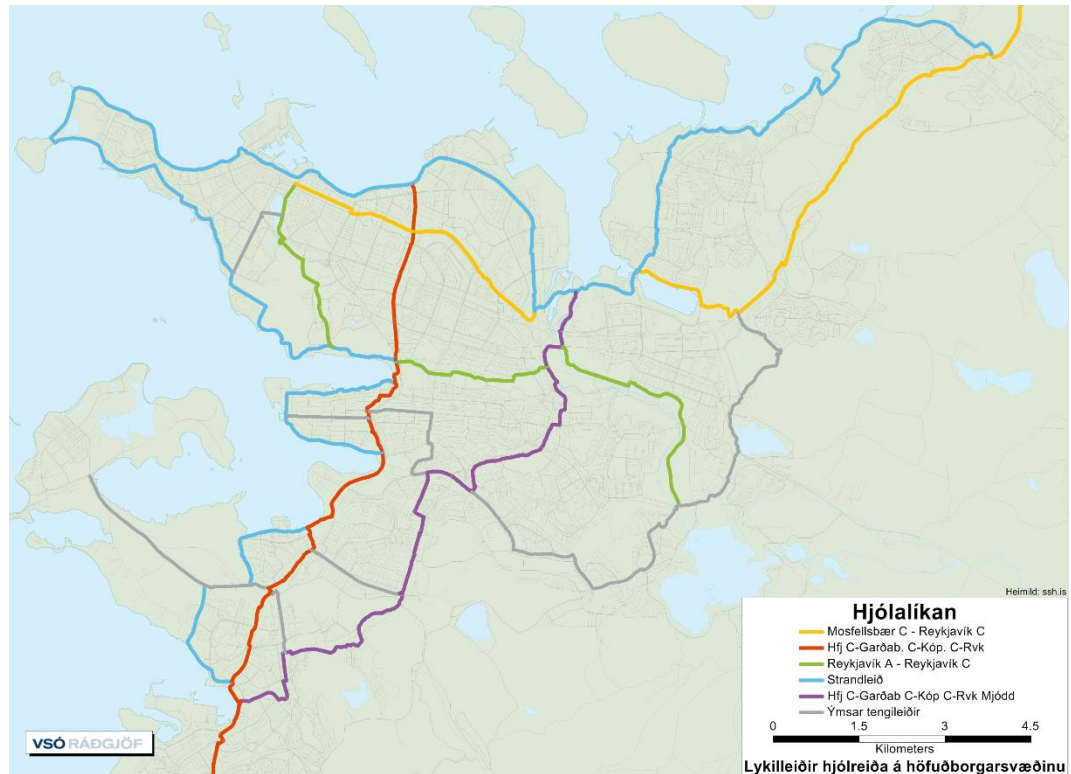 Heimild: ssh.is
Hjólalíkan
Mosfellsbær C - Reykjavík C
Hfj C-Garðab. C-Kóp. C-Rvk
Reykjavík A - Reykjavík C
Strandleið
Hfj C-Garðab C-Kóp C-Rvk Mjódd
Ýmsar tengileiðir
0 1.5 3 4.5
Kilometers
Lykilleiðir hjólreiða á höfuðborgarsvæðinu
VSÓ RÁÐGJÖF